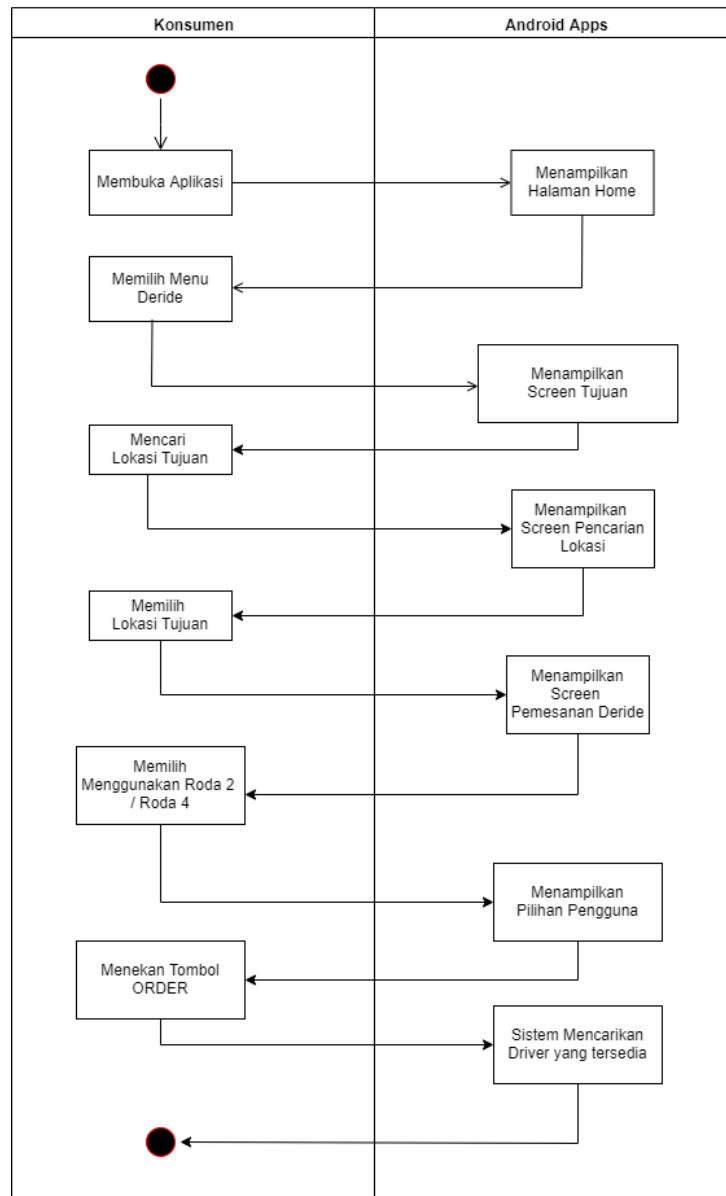 Konsumen
Android Apps
Membuka Aplikasi
Menampilkan
Halaman Home
Memilih Menu
Deride
Menampilkan
Screen Tujuan
Mencari
Lokasi Tujuan
Menampilkan
Screen Pencarian
Lokasi
Memilih
Lokasi Tujuan
Menampilkan
Screen
Pemesanan Deride
Memilih
Menggunakan Roda 2
/ Roda 4
Menampilkan
Pilihan Pengguna
Menekan Tombol
ORDER
Sistem Mencarikan
Driver yang tersedia